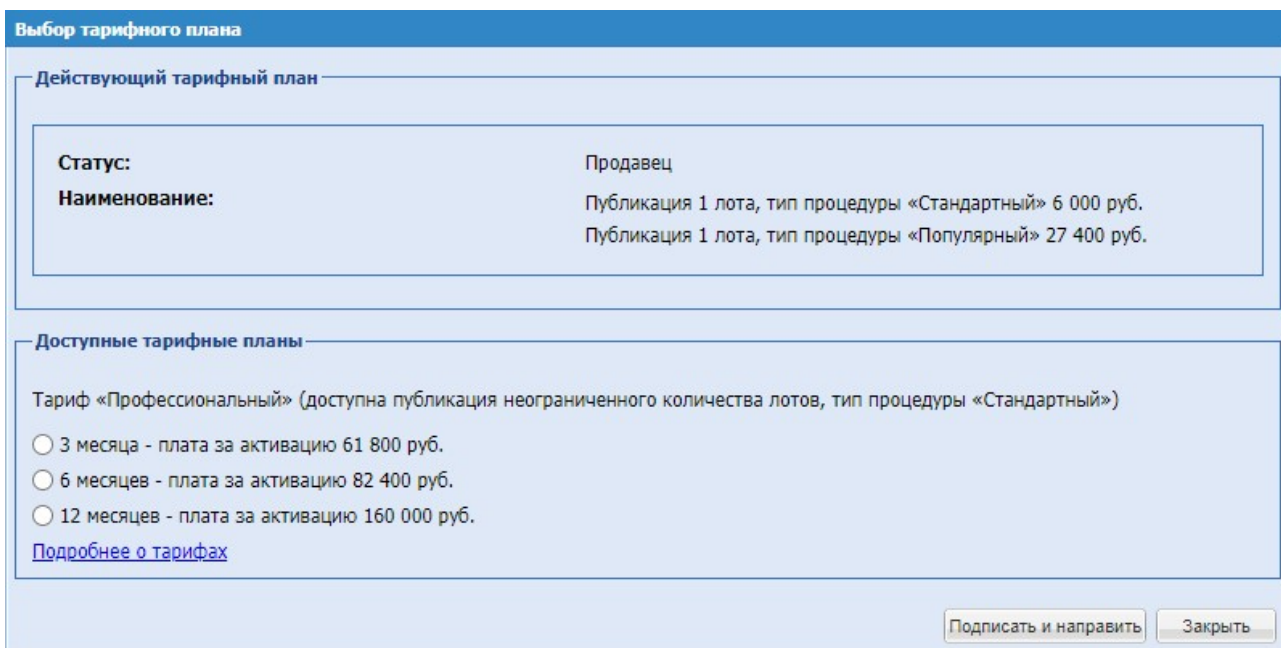 Выбор тарифного плана
Действующий тарифный план
Статус: Продавец
Наименование: Публикация 1 лота, тип процедуры «Стандартный» 6 000 руб.
Публикация 1 лота, тип процедуры «Популярный» 27 400 руб.
Доступные тарифные планы
Тариф «Профессиональный» (доступна публикация неограниченного количества лотов, тип процедуры «Стандартный»)
3 месяца - плата за активацию 61 800 руб.
6 месяцев - плата за активацию 82 400 руб.
12 месяцев - плата за активацию 160 000 руб.
Подробнее о тарифах
Подписать и направить Закрыть